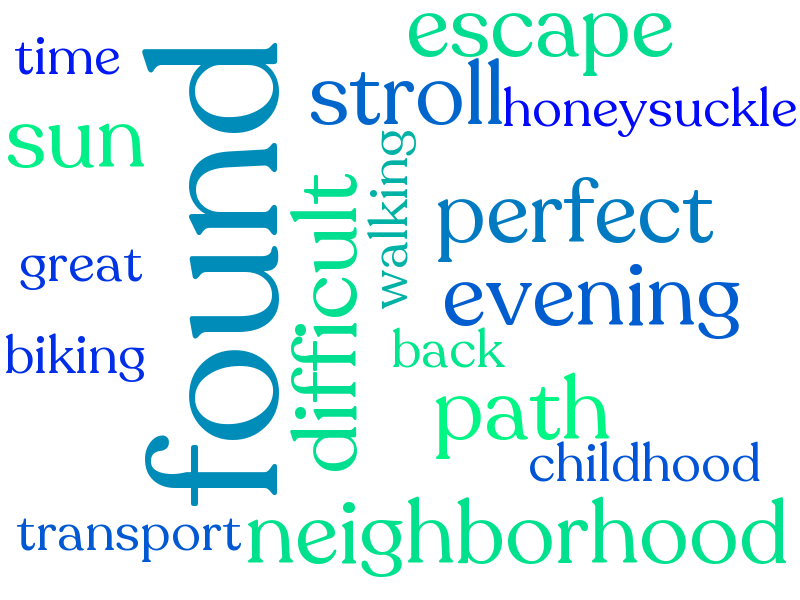 escape
time
stroll
honeysuckle
sun
found
walking
difficult
perfect
great
evening
biking
back
path
childhood
transport
neighborhood